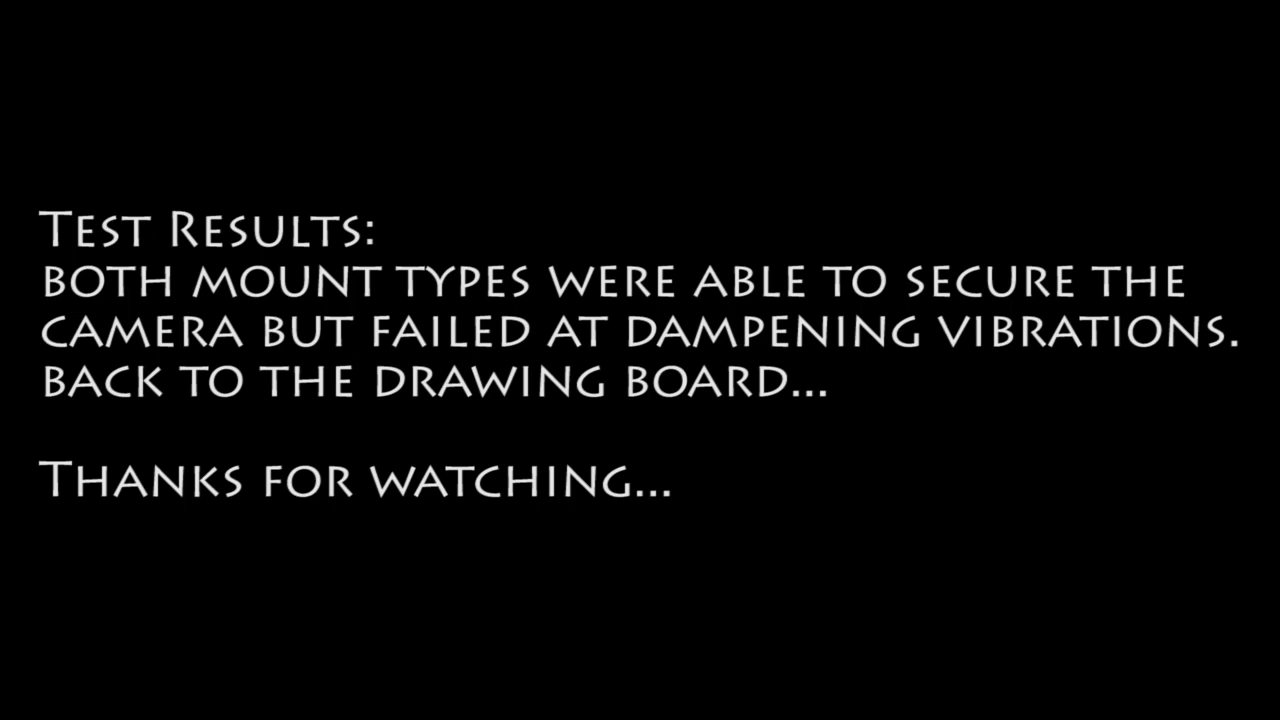 Test Results:
both mount types were able to secure the
camera but failed at dampening vibrations.
back to the drawing board...
Thanks for watching...